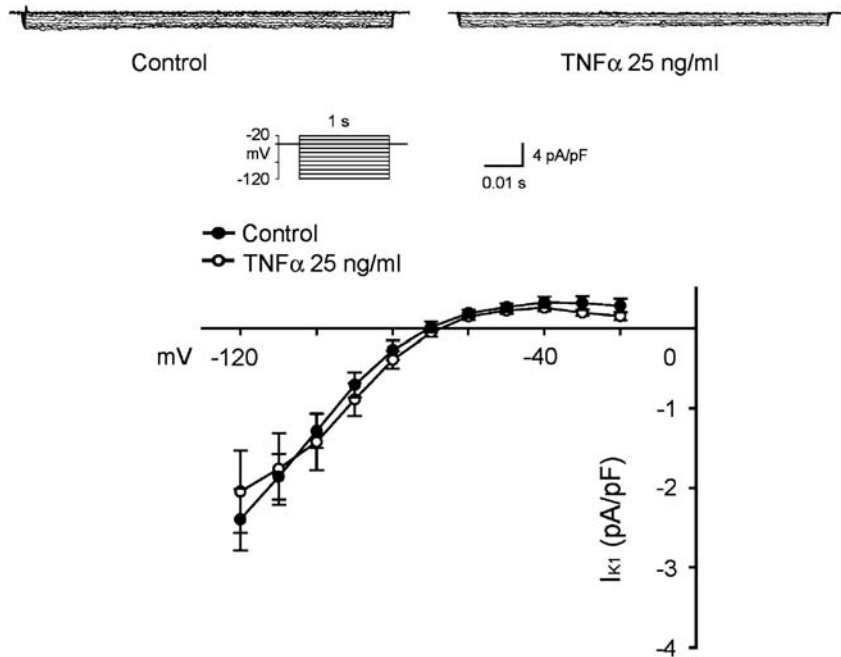 Control
TNFα 25 ng/ml
1 s
-20
mV
-120
4 pA/pF
0.01 s
Control
TNFα 25 ng/ml
mV
-120
-40
0
-1
-2
-3
-4
IK1 (pA/pF)